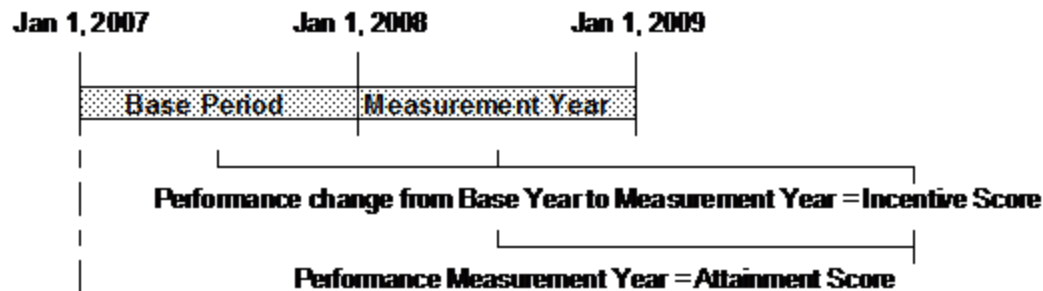 Jan 1, 2007 Jan 1, 2008 Jan 1, 2009
Base Period Measurement Year
Performance change from Base Year to Measurement Year = Incentive Score
Performance Measurement Year = Attainment Score